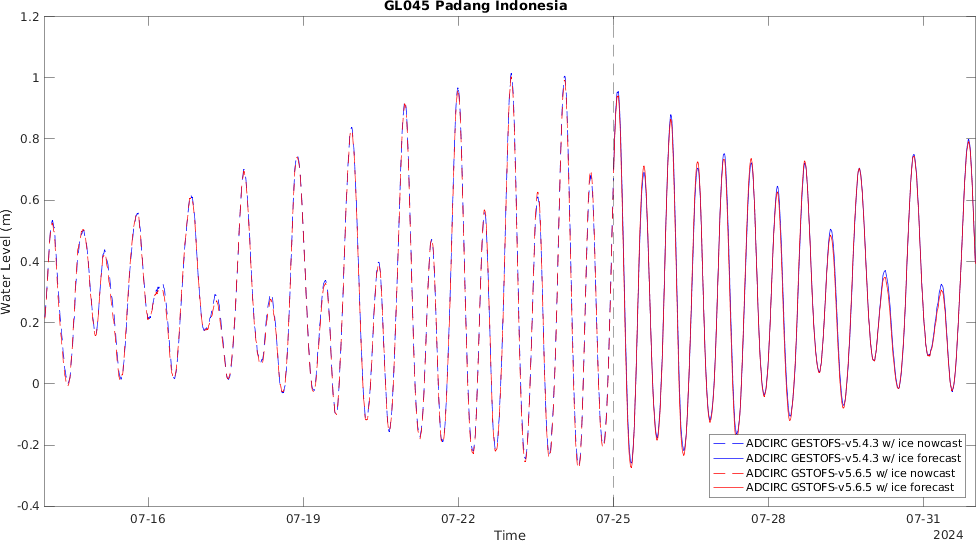 GL045 Padang Indonesia
1.2
1
0.8
0.6
0.4
0.2
0
-0.2
-0.4
Water Level (m)
ADCIRC GESTOFS-v5.4.3 w/ ice nowcast
ADCIRC GESTOFS-v5.4.3 w/ ice forecast
ADCIRC GSTOFS-v5.6.5 w/ ice nowcast
ADCIRC GSTOFS-v5.6.5 w/ ice forecast
07-16 07-19 07-22 07-25 07-28 07-31
Time
2024